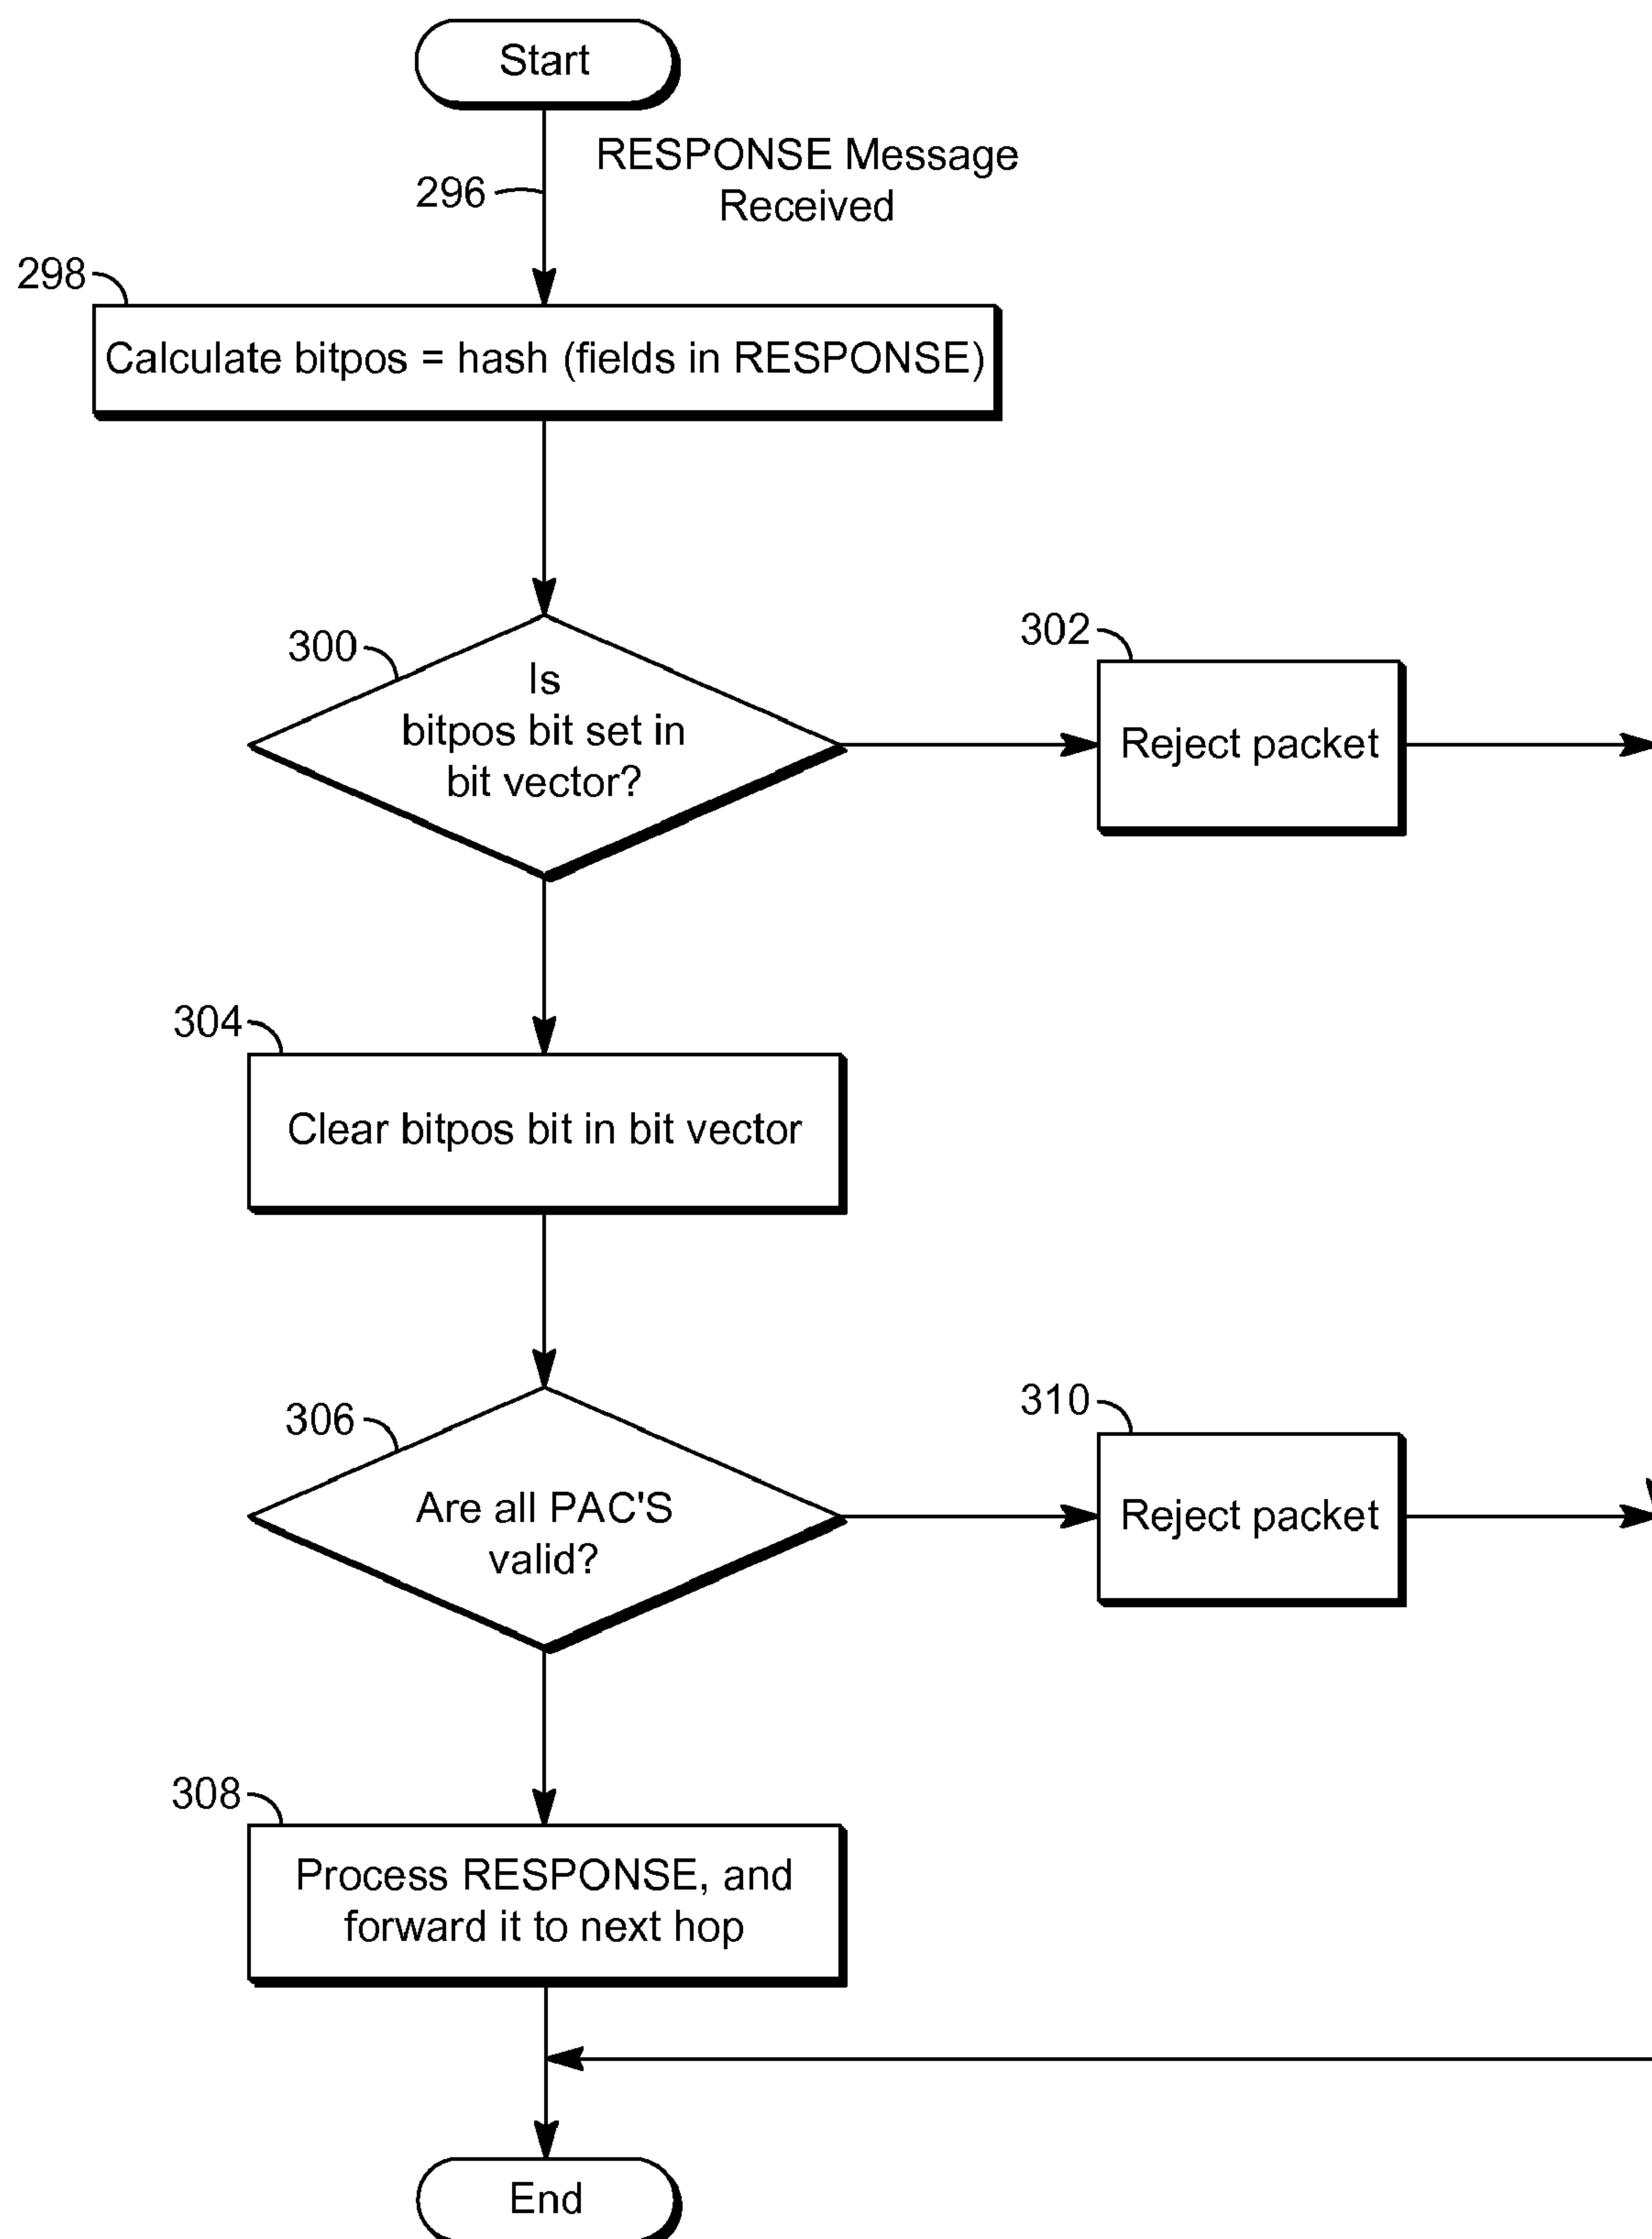 Start
RESPONSE Message
Received
296
298
Calculate bitpos = hash (fields in RESPONSE)
300
Is
bitpos bit set in
bit vector?
302
Reject packet
304
Clear bitpos bit in bit vector
306
Are all PAC'S
valid?
310
Reject packet
308
Process RESPONSE, and
forward it to next hop
End